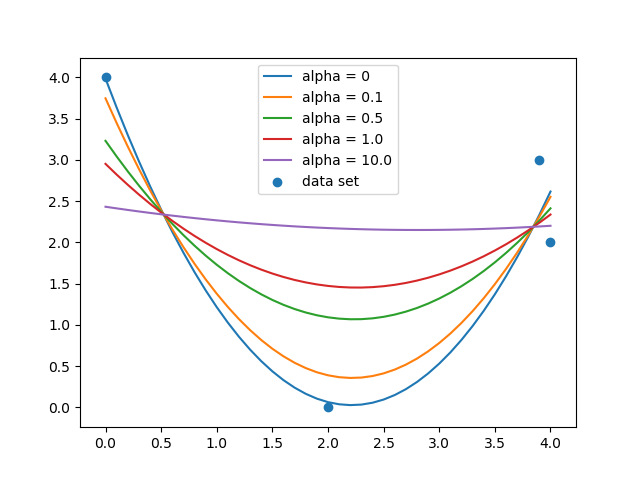 alpha = 0
alpha = 0.1
alpha = 0.5
alpha = 1.0
alpha = 10.0
data set
4.0
3.5
3.0
2.5
2.0
1.5
1.0
0.5
0.0
0.0 0.5 1.0 1.5 2.0 2.5 3.0 3.5 4.0